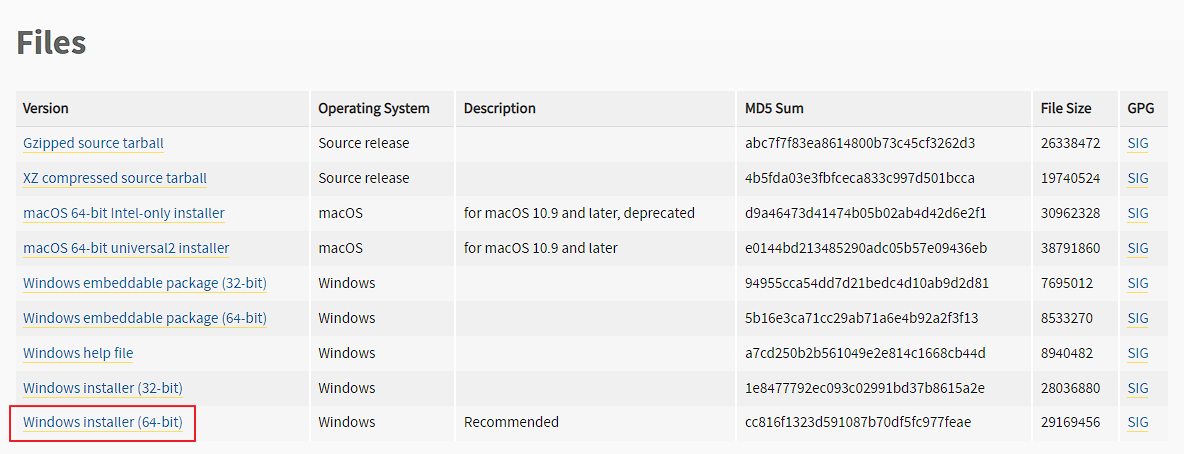 Files
Version Operating System Description MD5 Sum File Size GPG
Gzipped source tarball Source release abc7f7f83ea8614800b73c45cf3262d3 26338472 SIG
XZ compressed source tarball Source release 4b5fda03e3fbfceca833c997d501bcca 19740524 SIG
macOS 64-bit Intel-only installer macOS for macOS 10.9 and later, deprecated d9a46473d41474b05b02ab4d42d6e2f1 30962328 SIG
macOS 64-bit universal2 installer macOS for macOS 10.9 and later e0144bd213485290adc05b57e09436eb 38791860 SIG
Windows embeddable package (32-bit) Windows 94955cca54dd7d21bedc4d10ab9d2d81 7695012 SIG
Windows embeddable package (64-bit) Windows 5b16e3ca71cc29ab71a6e4b92a2f3f13 8533270 SIG
Windows help file Windows a7cd250b2b561049e2e814c1668cb44d 8940482 SIG
Windows installer (32-bit) Windows 1e8477792ec093c02991bd37b8615a2e 28036880 SIG
Windows installer (64-bit) Windows Recommended cc816f1323d591087b70df5fc977feae 29169456 SIG